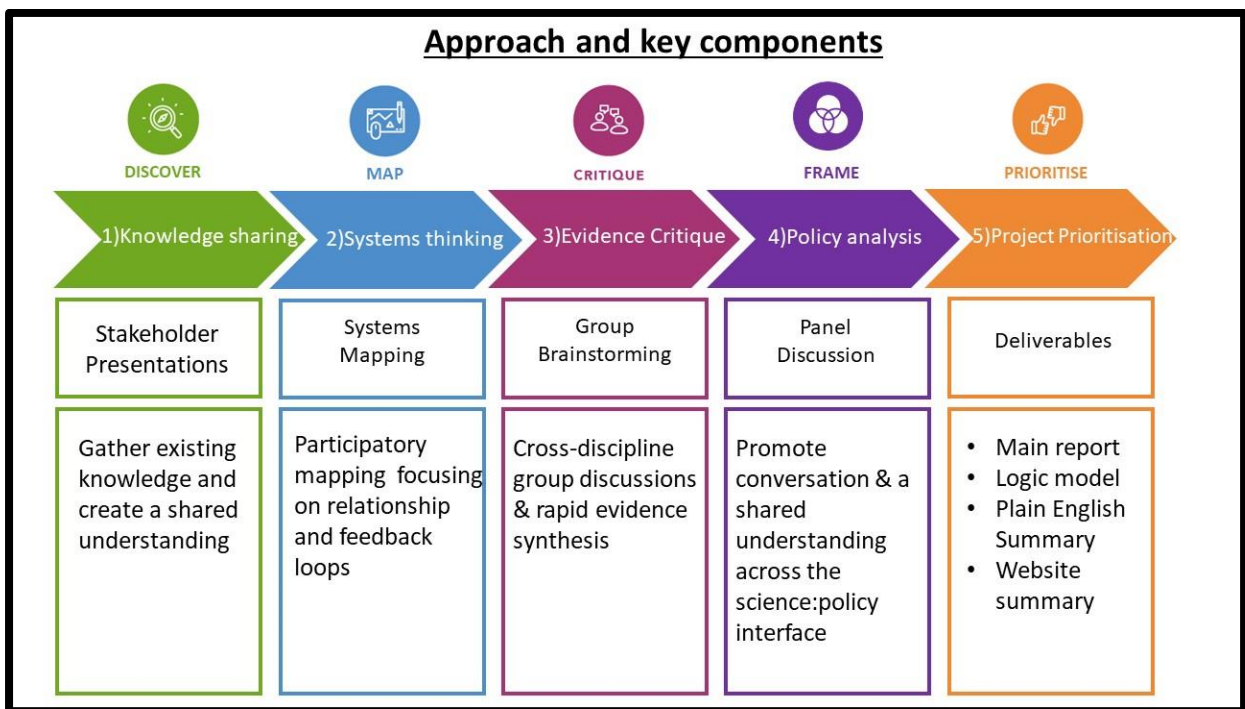 Approach and key components
DISCOVER
MAP
CRITIQUE
FRAME
PRIORITISE
1)Knowledge sharing
2)Systems thinking
3)Evidence Critique
4)Policy analysis
5)Project Prioritisation
Stakeholder
Presentations
Systems
Mapping
Group
Brainstorming
Panel
Discussion
Deliverables
Gather existing
knowledge and
create a shared
understanding
Participatory
mapping focusing
on relationship
and feedback
loops
Cross-discipline
group discussions
& rapid evidence
synthesis
Promote
conversation & a
shared
understanding
across the
science:policy
interface
• Main report
• Logic model
• Plain English
Summary
• Website
summary